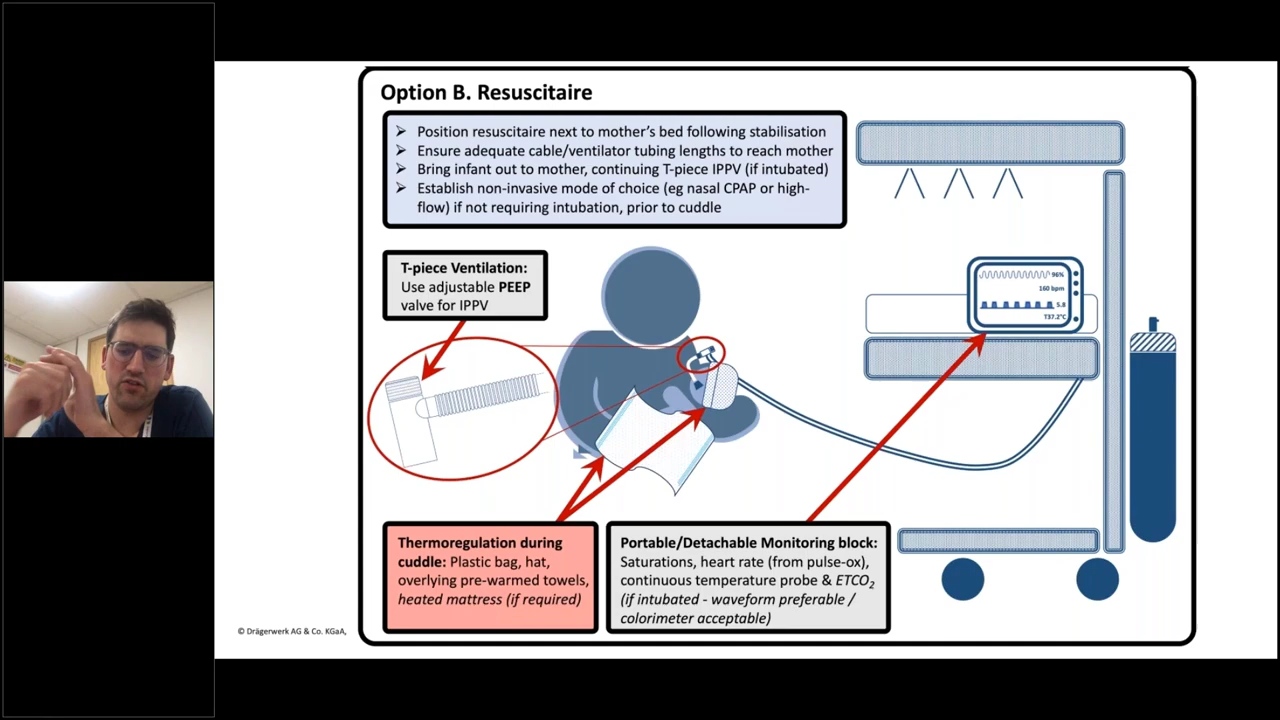 Option B. Resuscitaire
➢ Position resuscitaire next to mother's bed following stabilisation
➢ Ensure adequate cable/ventilator tubing lengths to reach mother
➢ Bring infant out to mother, continuing T-piece IPPV (if intubated)
➢ Establish non-invasive mode of choice (eg nasal CPAP or high-
flow) if not requiring intubation, prior to cuddle
T-piece Ventilation:
Use adjustable PEEP
valve for IPPV
96%
160 bpm
5.8
T37.2°C
Thermoregulation during
cuddle: Plastic bag, hat,
overlying pre-warmed towels,
heated mattress (if required)
Portable/Detachable Monitoring block:
Saturations, heart rate (from pulse-ox),
continuous temperature probe & ETCO₂
(if intubated - waveform preferable /
colorimeter acceptable)
© Drägerwerk AG & Co. KGaA,